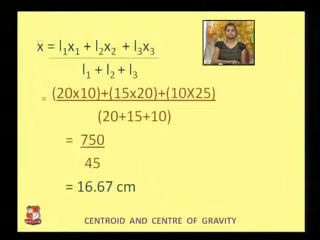 x = l₁x₁ + l₂x₂ + l₃x₃
l₁ + l₂ + l₃
= (20x10)+(15x20)+(10X25)
(20+15+10)
= 750
45
= 16.67 cm
CENTROID AND CENTRE OF GRAVITY